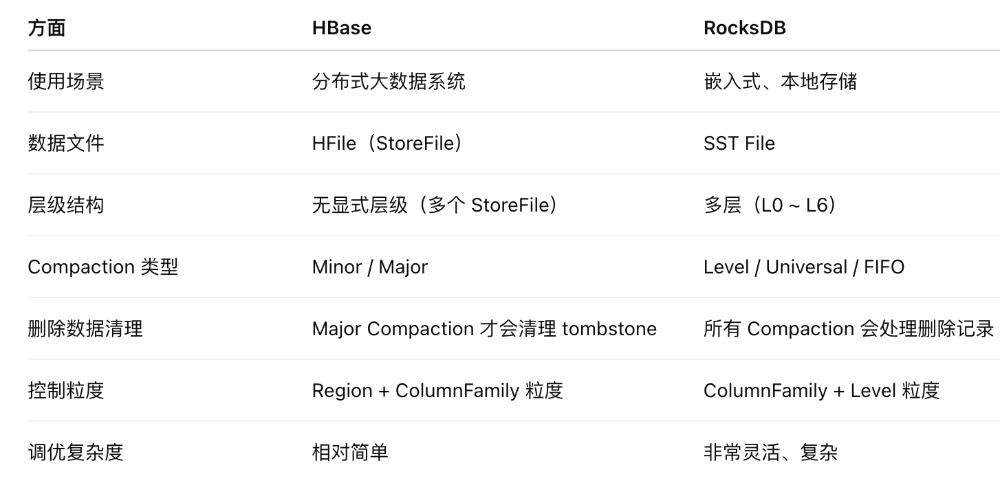 方面 HBase RocksDB
使用场景 分布式大数据系统 嵌入式、本地存储
数据文件 HFile（StoreFile） SST File
层级结构 无显式层级（多个 StoreFile） 多层（L0 ~ L6）
Compaction 类型 Minor / Major Level / Universal / FIFO
删除数据清理 Major Compaction 才会清理 tombstone 所有 Compaction 会处理删除记录
控制粒度 Region + ColumnFamily 粒度 ColumnFamily + Level 粒度
调优复杂度 相对简单 非常灵活、复杂